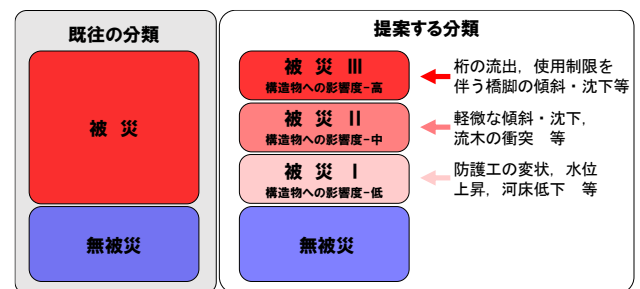 既往の分類
被 災
無被災
提案する分類
被 災 III
構造物への影響度-高
桁の流出，使用制限を
伴う橋脚の傾斜・沈下等
被 災 II
構造物への影響度-中
軽微な傾斜・沈下，
流木の衝突　等
被 災 I
構造物への影響度-低
防護工の変状，水位
上昇，河床低下　等
無被災